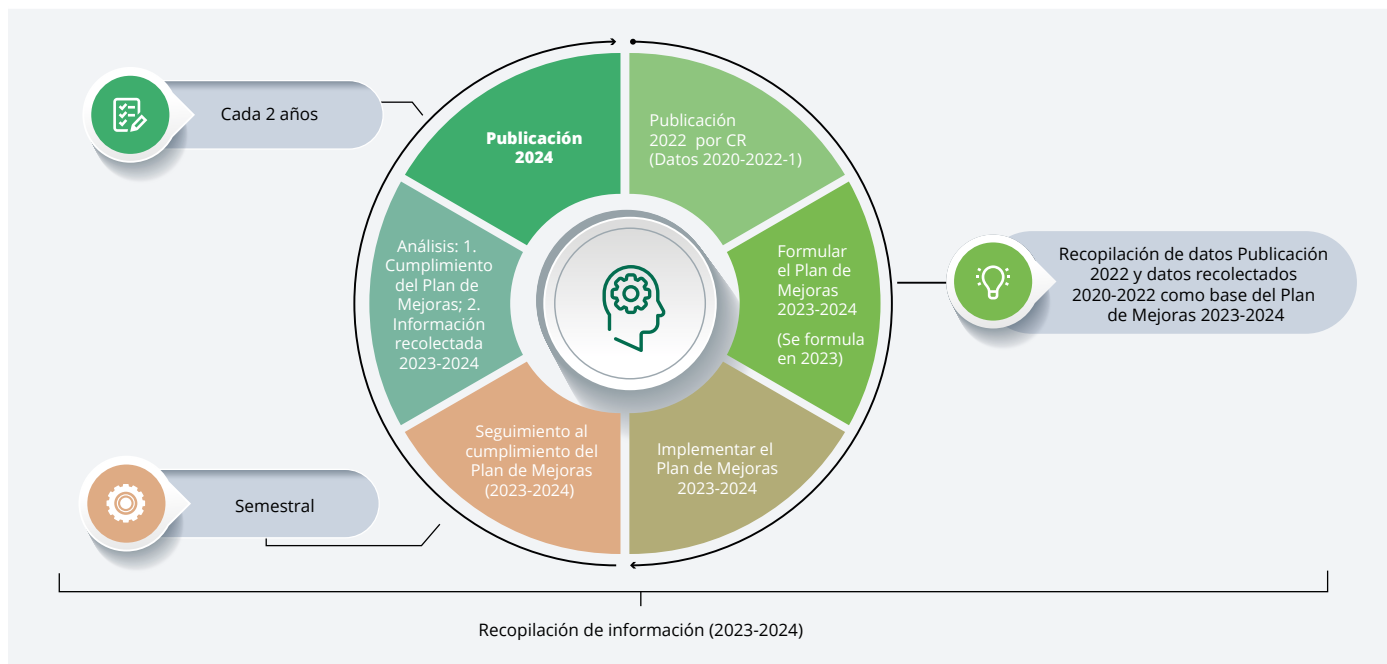 Cada 2 años
Publicación
2024
Publicación
2022 por CR
(Datos 2020-2022-1)
Formular
el Plan de
Mejoras
2023-2024
(Se formula
en 2023)
Recopilación de datos Publicación
2022 y datos recolectados
2020-2022 como base del Plan
de Mejoras 2023-2024
Implementar el
Plan de Mejoras
2023-2024
Seguimiento al
cumplimiento del
Plan de Mejoras
(2023-2024)
Semestral
Análisis: 1.
Cumplimiento
del Plan de
Mejoras; 2.
Información
recolectada
2023-2024
Recopilación de información (2023-2024)